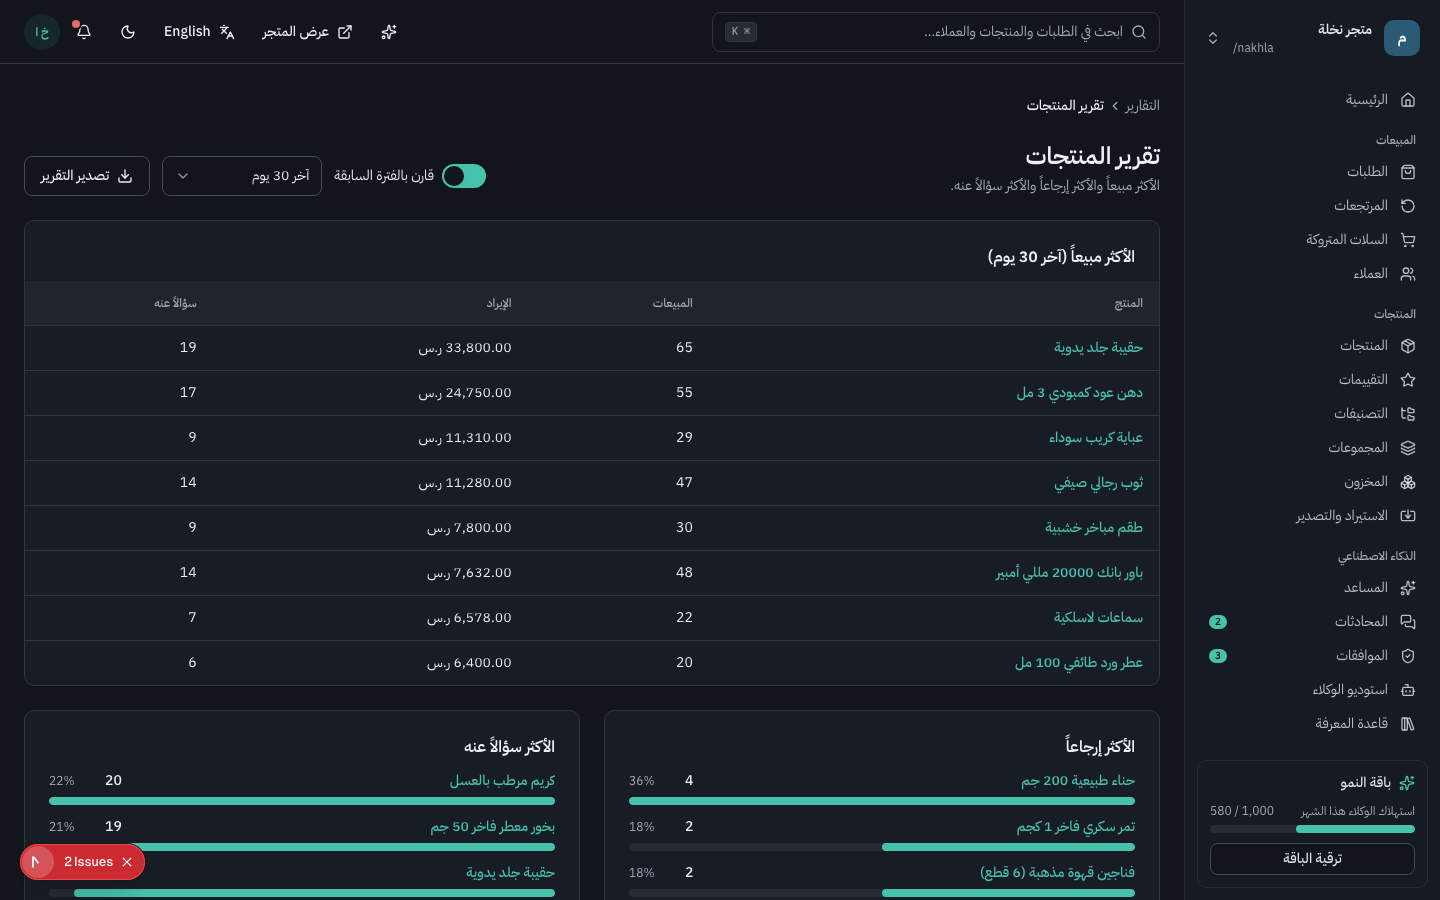 متجر نخلة
/nakhla
م
الرئيسية
المبيعات
الطلبات
المرتجعات
السلات المتروكة
العملاء
المنتجات
المنتجات
التقييمات
التصنيفات
المجموعات
المخزون
الاستيراد والتصدير
الذكاء الاصطناعي
المساعد
المحادثات 2
الموافقات 3
استوديو الوكلاء
قاعدة المعرفة
باقة النمو
استهلاك الوكلاء هذا الشهر 580 / 1,000
ترقية الباقة
ابحث في الطلبات والمنتجات والعملاء... ⌘ K
عرض المتجر
English
خ ا
التقارير
تقرير المنتجات
تقرير المنتجات
الأكثر مبيعاً والأكثر إرجاعاً والأكثر سؤالاً عنه.
قارن بالفترة السابقة
آخر 30 يوم
تصدير التقرير
الأكثر مبيعاً (آخر 30 يوم)
المنتج المبيعات الإيراد سؤالاً عنه
حقيبة جلد يدوية 65 33,800.00 ر.س 19
دهن عود كمبودي 3 مل 55 24,750.00 ر.س 17
عباية كريب سوداء 29 11,310.00 ر.س 9
ثوب رجالي صيفي 47 11,280.00 ر.س 14
طقم مباخر خشبية 30 7,800.00 ر.س 9
باور بانك 20000 مللي أمبير 48 7,632.00 ر.س 14
سماعات لاسلكية 22 6,578.00 ر.س 7
عطر ورد طائفي 100 مل 20 6,400.00 ر.س 6
الأكثر إرجاعاً
حناء طبيعية 200 جم 4 36%
تمر سكري فاخر 1 كجم 2 18%
فناجين قهوة مذهبة (6 قطع) 2 18%
الأكثر سؤالاً عنه
كريم مرطب بالعسل 20 22%
بخور معطر فاخر 50 جم 19 21%
حقيبة جلد يدوية
2 Issues